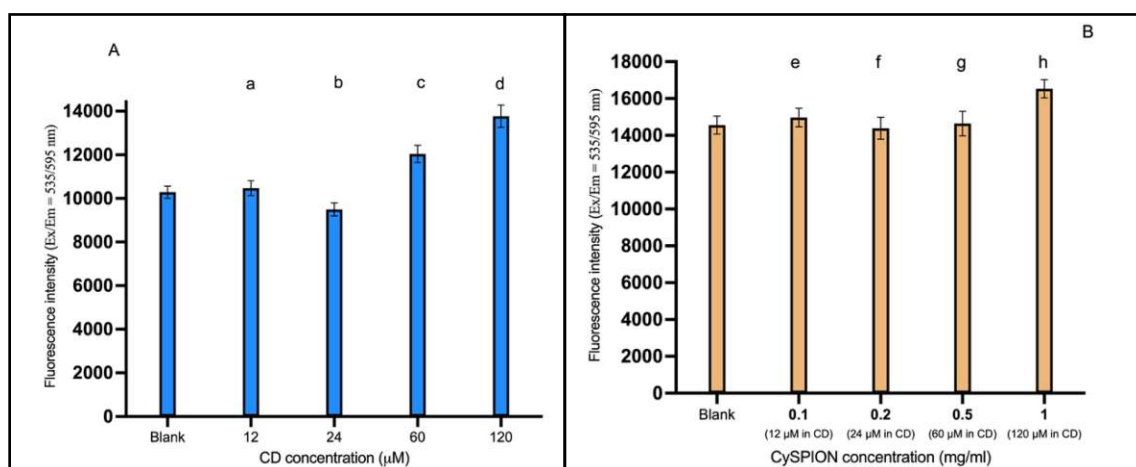 A
a b c d
Fluorescence intensity (Ex/Em = 535/595 nm)
14000
12000
10000
8000
6000
4000
2000
0
Blank 12 24 60 120
CD concentration (μM)
B
e f g h
Fluorescence intensity (Ex/Em = 535/595 nm)
18000
16000
14000
12000
10000
8000
6000
4000
2000
0
Blank 0.1 0.2 0.5 1
(12 μM in CD) (24 μM in CD) (60 μM in CD) (120 μM in CD)
CySPION concentration (mg/ml)